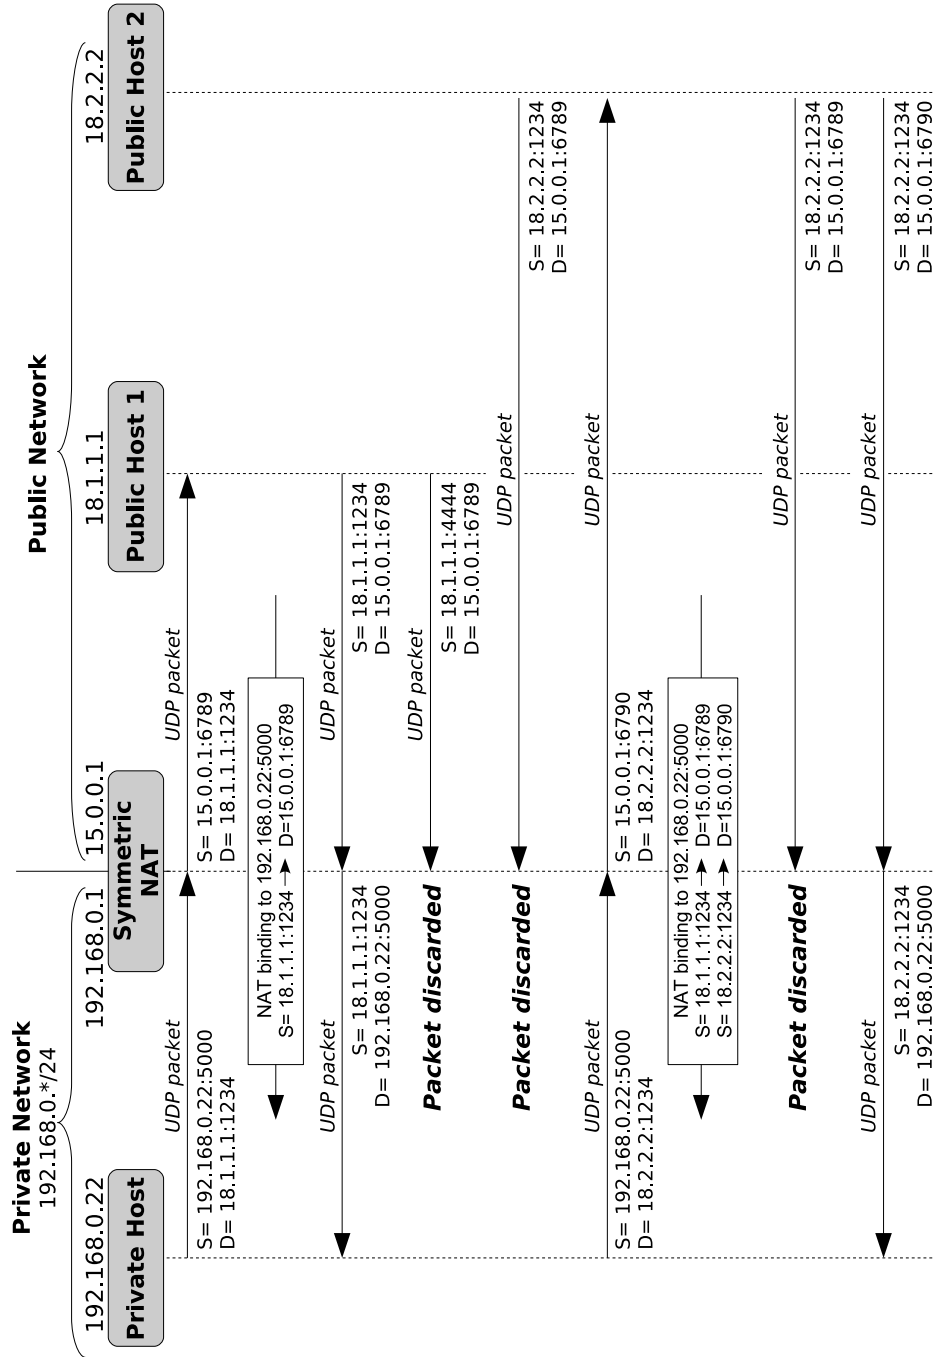 Private Network
192.168.0.*/24
Public Network
192.168.0.22
192.168.0.1
15.0.0.1
18.1.1.1
18.2.2.2
Private Host
Symmetric
NAT
Public Host 1
Public Host 2
UDP packet
S= 192.168.0.22:5000
D= 18.1.1.1:1234
UDP packet
S= 15.0.0.1:6789
D= 18.1.1.1:1234
NAT binding to 192.168.0.22:5000
S= 18.1.1.1:1234 D=15.0.0.1:6789
UDP packet
S= 18.1.1.1:1234
D= 192.168.0.22:5000
UDP packet
S= 18.1.1.1:1234
D= 15.0.0.1:6789
Packet discarded
UDP packet
S= 18.1.1.1:4444
D= 15.0.0.1:6789
Packet discarded
UDP packet
S= 18.2.2.2:1234
D= 15.0.0.1:6789
UDP packet
S= 192.168.0.22:5000
D= 18.2.2.2:1234
UDP packet
S= 15.0.0.1:6790
D= 18.2.2.2:1234
NAT binding to 192.168.0.22:5000
S= 18.1.1.1:1234 D=15.0.0.1:6789
S= 18.2.2.2:1234 D=15.0.0.1:6790
Packet discarded
UDP packet
S= 18.2.2.2:1234
D= 15.0.0.1:6789
UDP packet
S= 18.2.2.2:1234
D= 192.168.0.22:5000
UDP packet
S= 18.2.2.2:1234
D= 15.0.0.1:6790